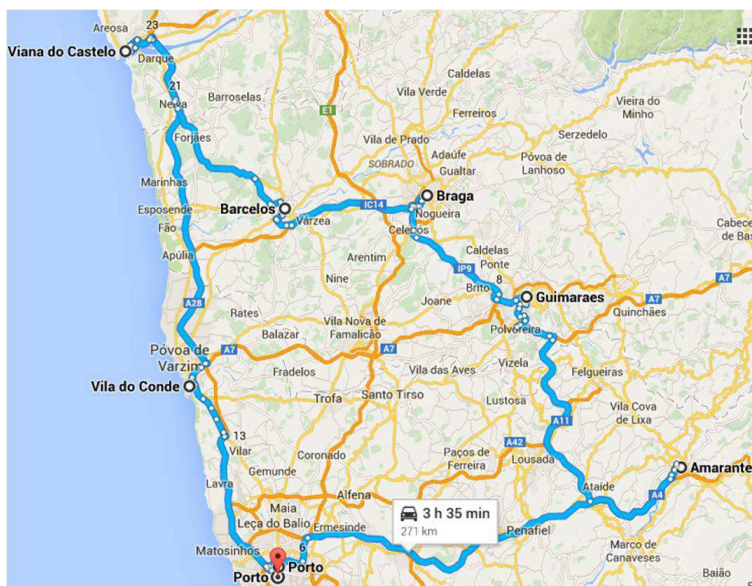 Areosa
23
Viana do Castelo
Darque
21
Neiva
Barroselas
Forjães
E1
Vila Verde
Caldelas
Ferreiros
Vieira do
Minho
Vila de Prado
Serzedelo
SOBRADO
Adaúfe
Gualtar
Póvoa de
Lanhoso
Marinhas
Esposende
Fão
Apúlia
Barcelos
Várzea
IC14
Braga
Nogueira
Celeirós
Cabece
de Bas
Arentim
Nine
IP9
Caldelas
Ponte
8
Brito
Guimaraes
A7
A7
Quinchães
A28
Rates
Balazar
Joane
Vila Nova de
Famalicão
Polvoreira
Póvoa de
Varzim
A7
A7
Fradelos
Vila das Aves
Vizela
Felgueiras
Vila do Conde
Trofa
Santo Tirso
Lustosa
A11
Vila Cova
de Lixa
13
Vilar
Coronado
Gemunde
A42
Paços de
Ferreira
Lousada
Amarante
A4
Lavra
Maia
Alfena
Ataíde
Leça do Balio
Ermesinde
3 h 35 min
271 km
Penafiel
Matosinhos
6
Marco de
Canaveses
Porto
Porto
Baião